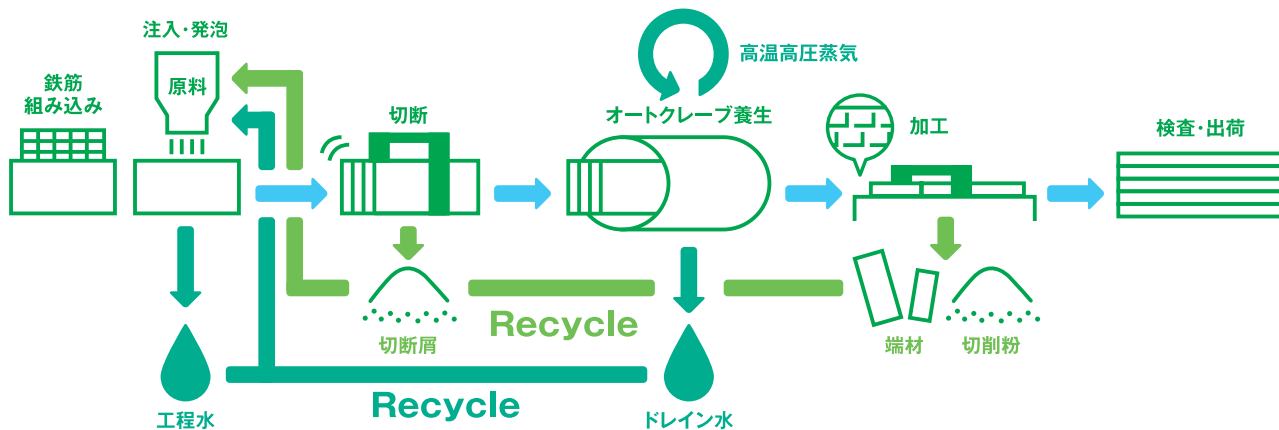 注入・発泡
原料
鉄筋
組み込み
切断
高温高圧蒸気
オートクレーブ養生
加工
検査・出荷
Recycle
切断屑
端材
切削粉
Recycle
工程水
ドレイン水